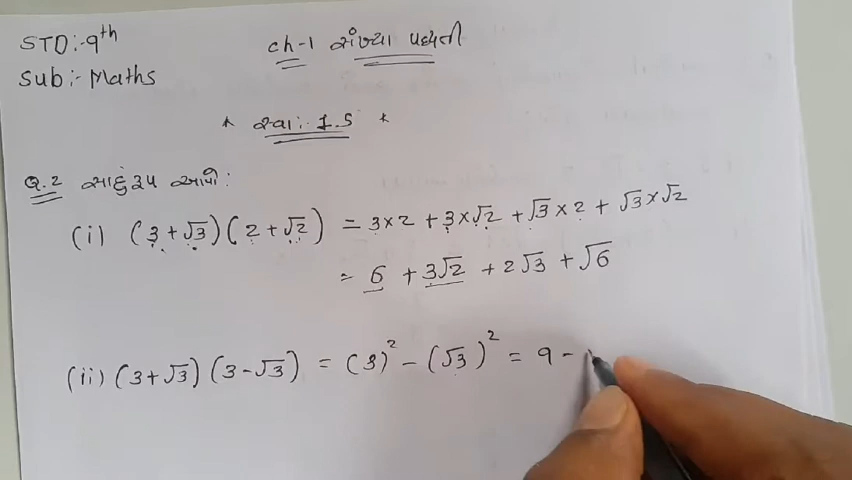 STD:-9th
Sub:- Maths
ch-1 સંખ્યા પધ્ધતી
* સ્વા:- 1.5 *
Q.2 સાદું રૂપ આપો:
(i) (3+√3)(2+√2) = 3×2 + 3×√2 + √3×2 + √3×√2
= 6 + 3√2 + 2√3 + √6
(ii) (3+√3)(3-√3) = (3)² - (√3)² = 9 -